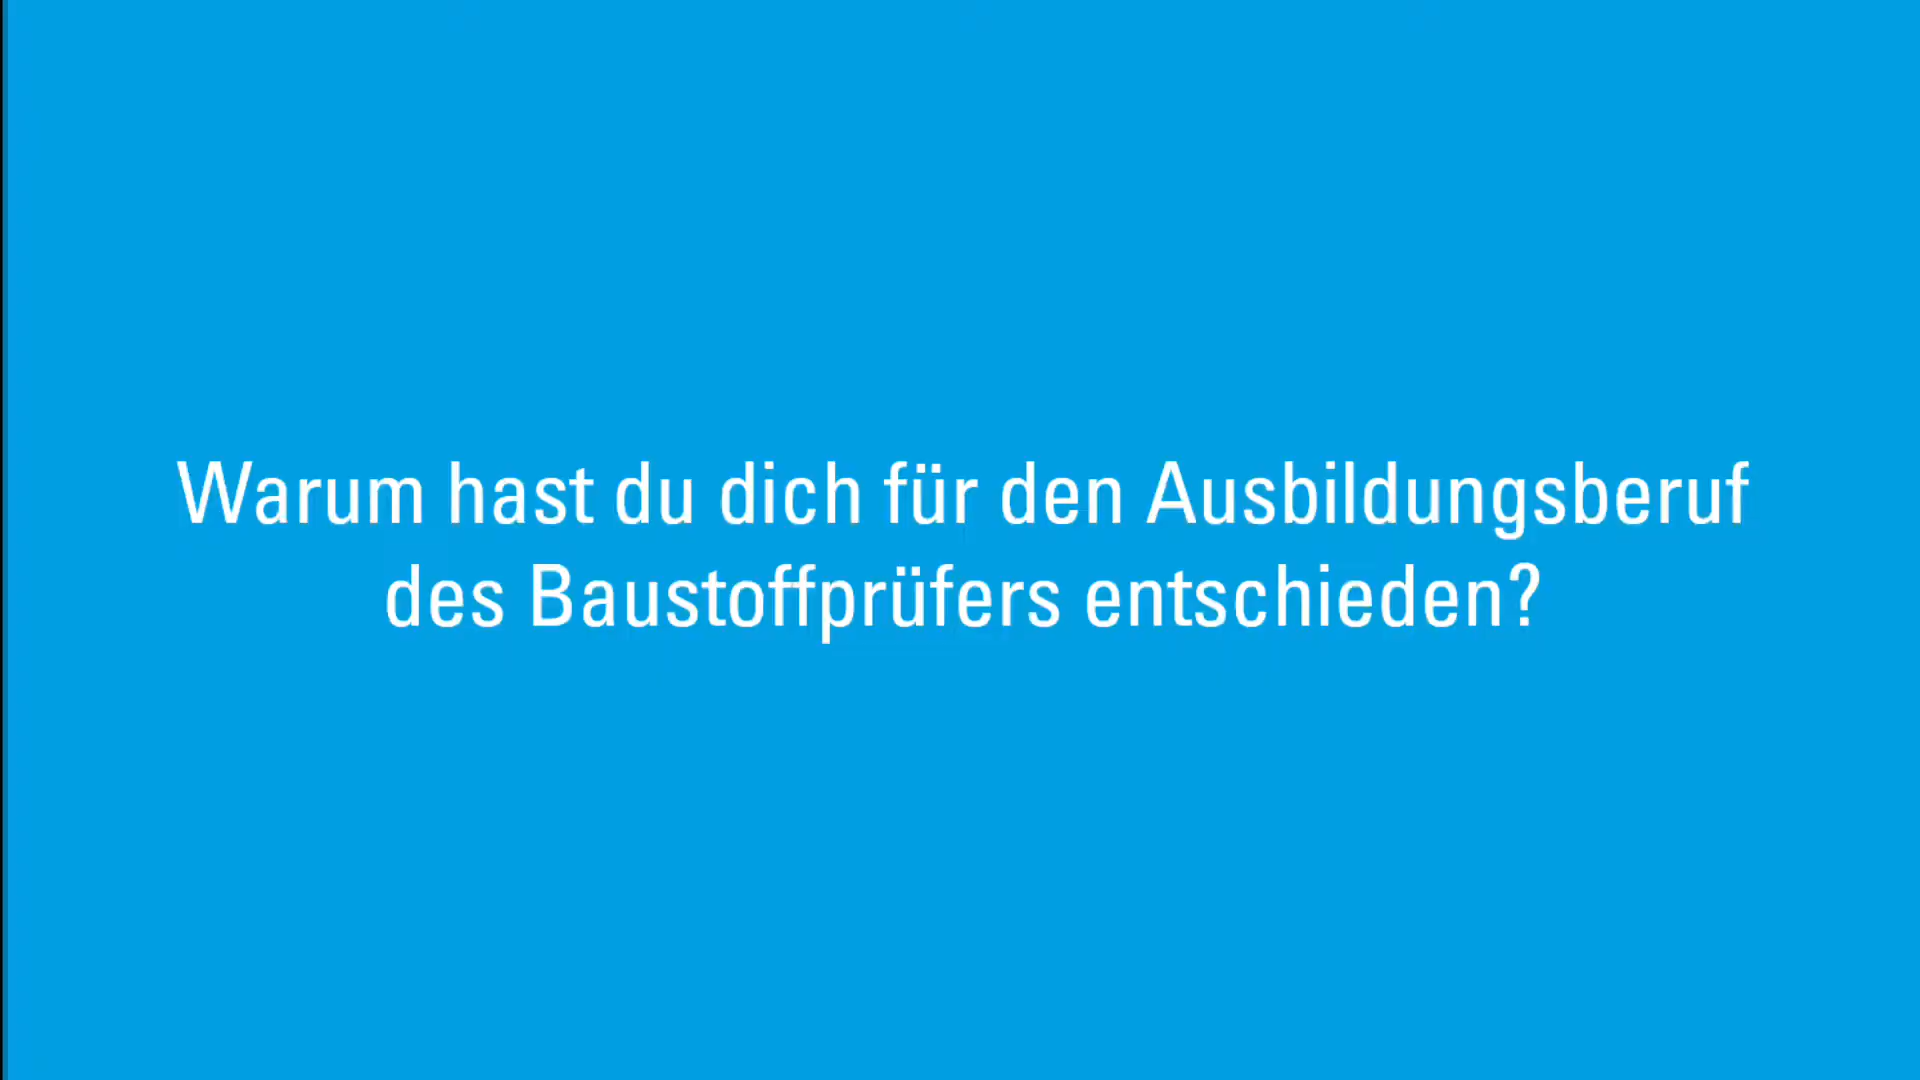 Warum hast du dich für den Ausbildungsberuf
des Baustoffprüfers entschieden?